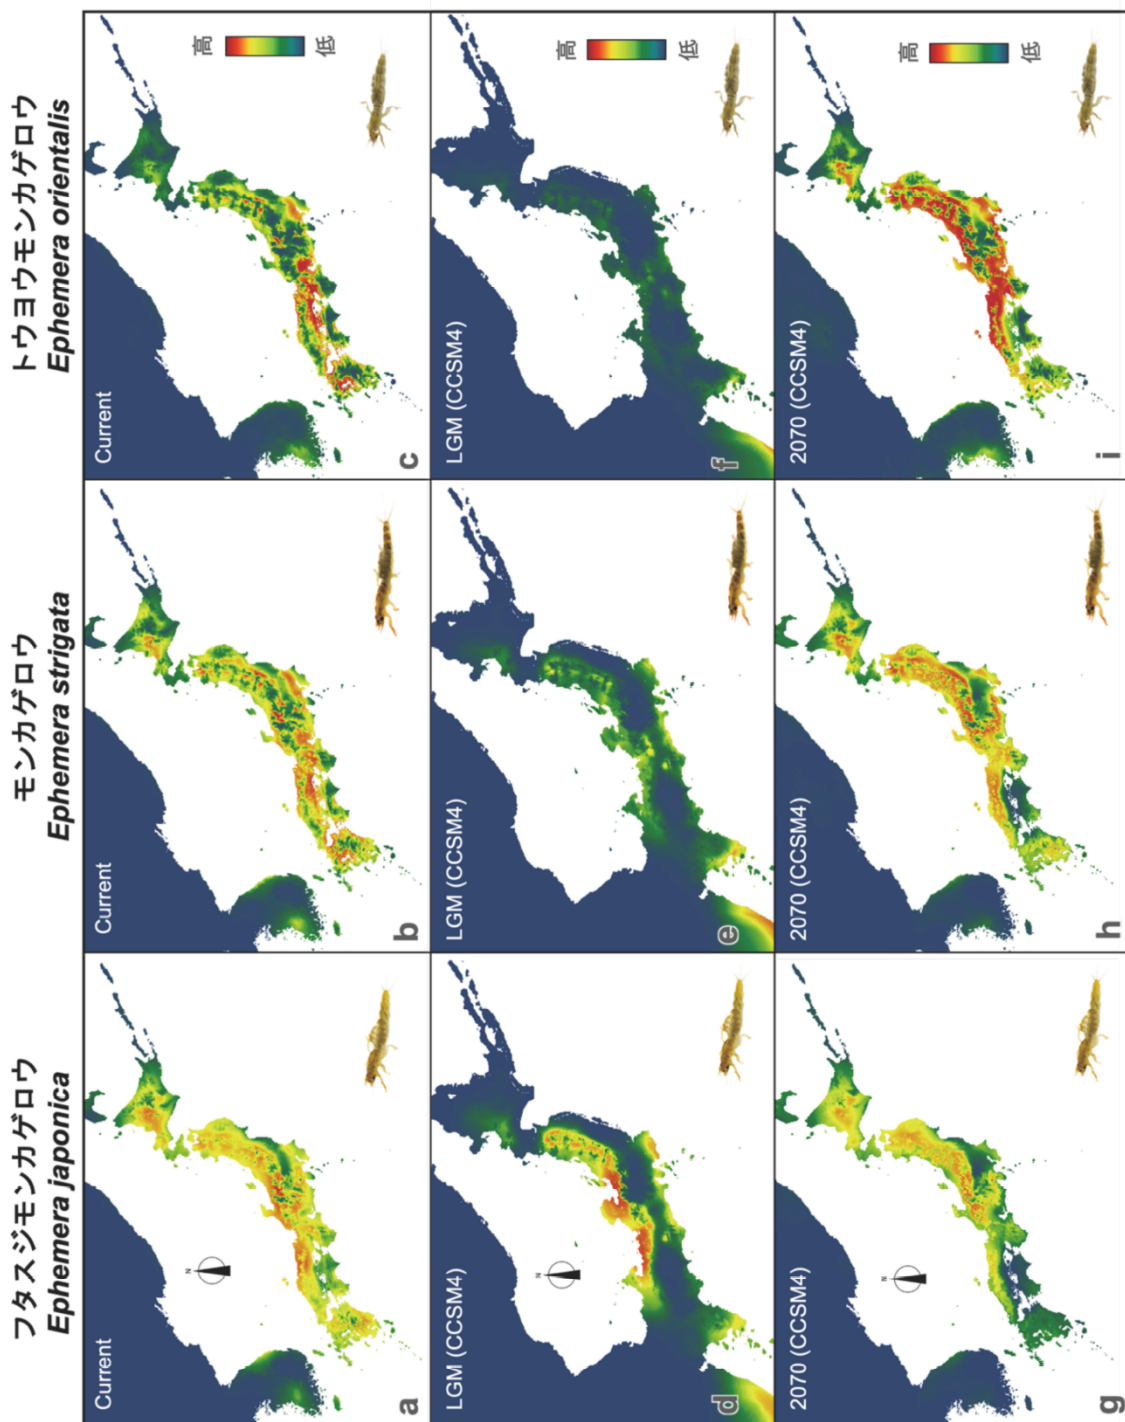 フタスジモンカゲロウ
Ephemera japonica
モンカゲロウ
Ephemera strigata
トウヨウモンカゲロウ
Ephemera orientalis
Current
N
a
Current
b
Current
高
低
c
LGM (CCSM4)
N
d
LGM (CCSM4)
e
LGM (CCSM4)
高
低
f
2070 (CCSM4)
N
g
2070 (CCSM4)
h
2070 (CCSM4)
高
低
i